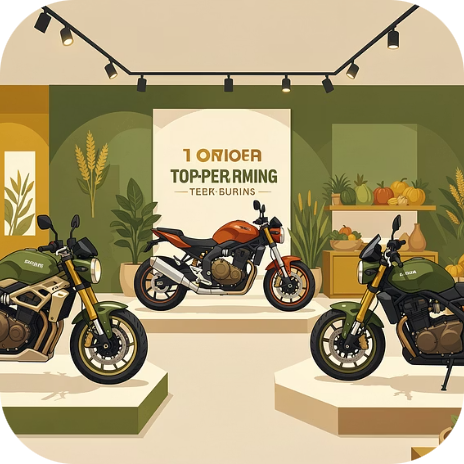 1 ORIOER
TOP-PER RMING
TEEK-BURINS